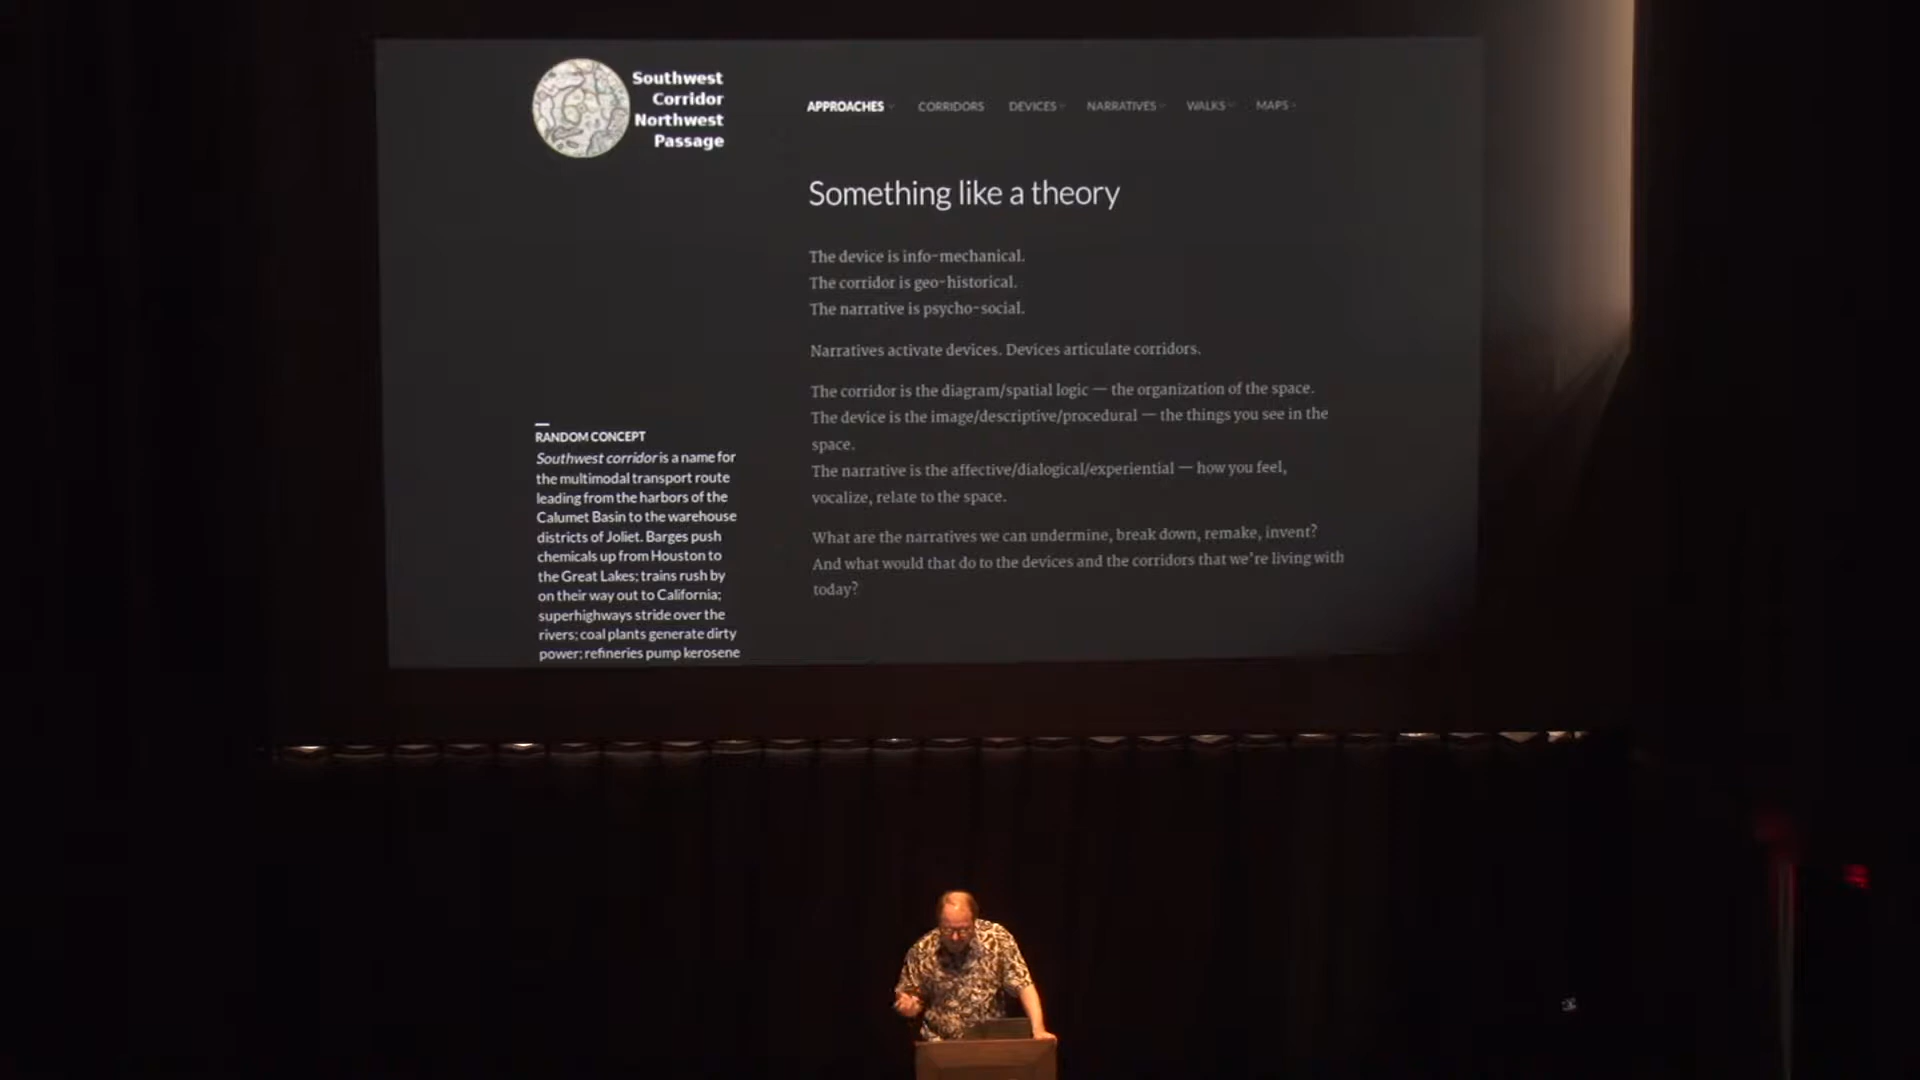 Southwest
Corridor
Northwest
Passage
APPROACHES
CORRIDORS
DEVICES
NARRATIVES
WALKS
MAPS
Something like a theory
The device is info-mechanical.
The corridor is geo-historical.
The narrative is psycho-social.
Narratives activate devices. Devices articulate corridors.
The corridor is the diagram/spatial logic — the organization of the space.
The device is the image/descriptive/procedural — the things you see in the
space.
The narrative is the affective/dialogical/experiential — how you feel,
vocalize, relate to the space.
What are the narratives we can undermine, break down, remake, invent?
And what would that do to the devices and the corridors that we're living with
today?
RANDOM CONCEPT
Southwest corridor is a name for
the multimodal transport route
leading from the harbors of the
Calumet Basin to the warehouse
districts of Joliet. Barges push
chemicals up from Houston to
the Great Lakes; trains rush by
on their way out to California;
superhighways stride over the
rivers; coal plants generate dirty
power; refineries pump kerosene